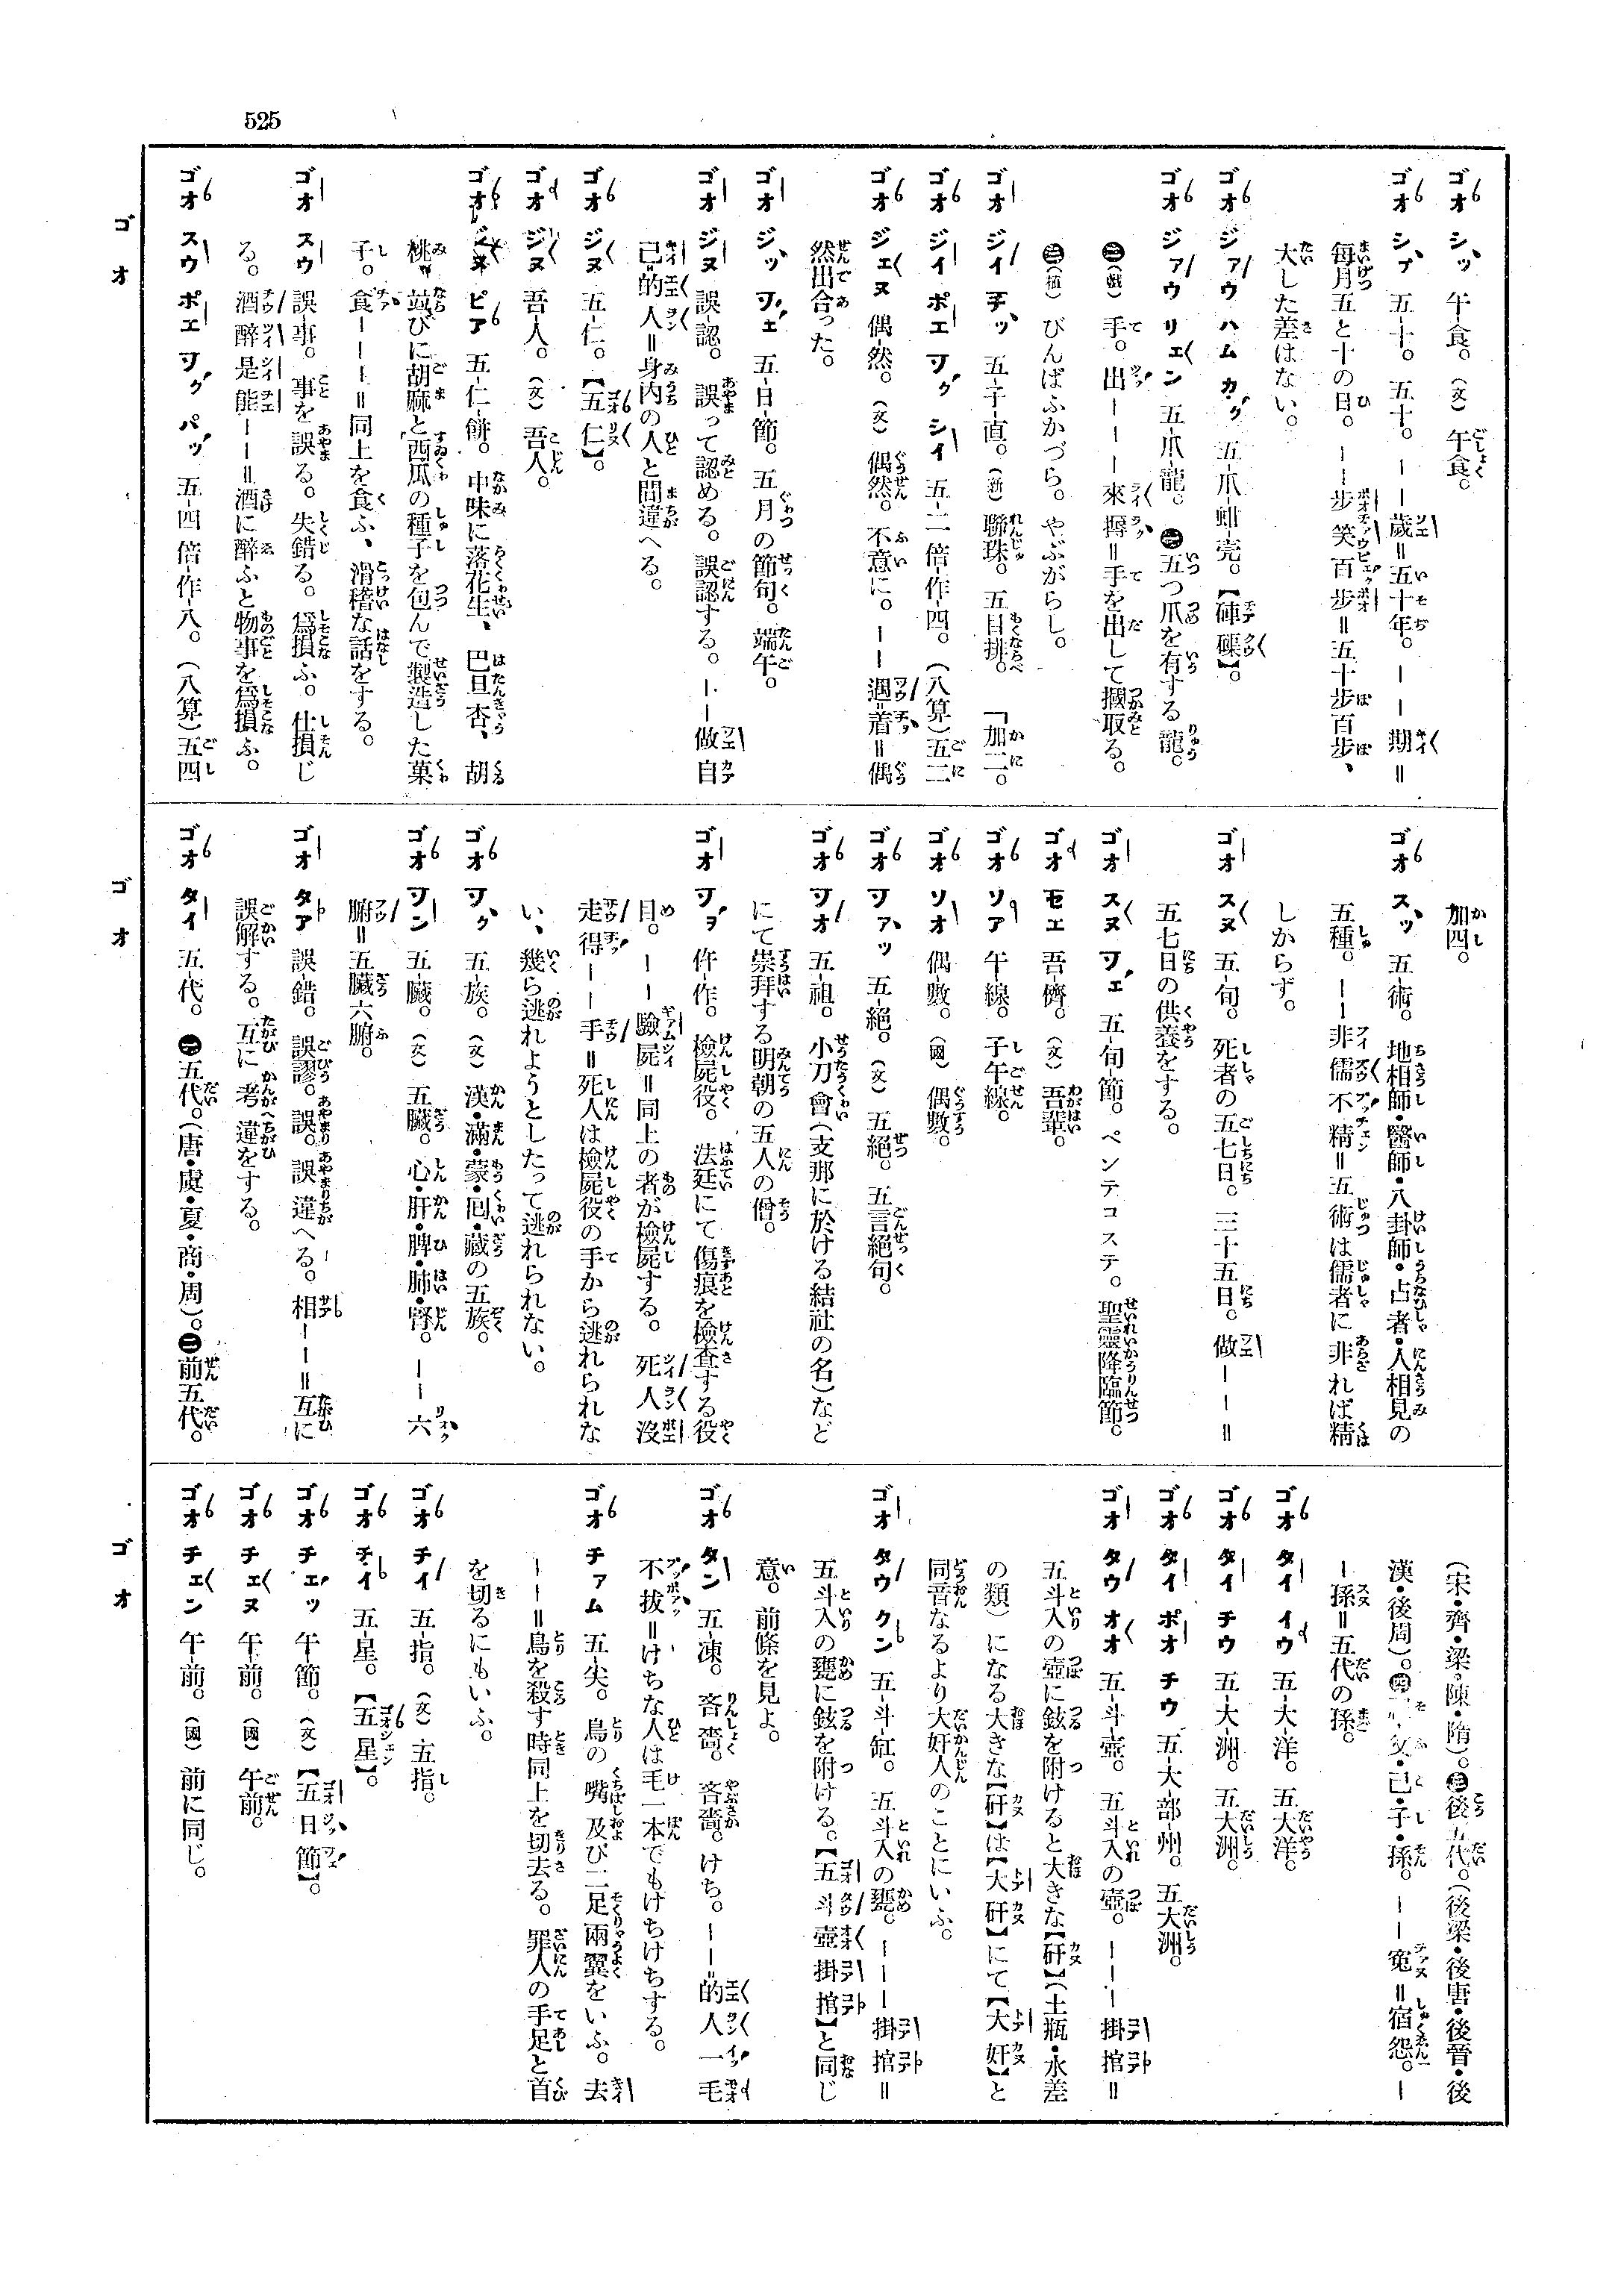 525
ゴオ シッ 午-食。（文）午食。
ゴオ シプ 五-十。五十。－－歲＝五十年。－－期＝
每月五と十の日。－－步笑百步＝五十步百步、
大した差はない。
ゴオ ジァウ ハム カク 五-爪-蚶-壳。【硨磲】。
ゴオ ジァウ リェン 五-爪-龍。㊀五つ爪を有する龍。
㊁（戲）手。出－－－來搙＝手を出して摑取る。
㊂（植）びんばふかづら。やぶがらし。
ゴオ ジイ チッ 五-子-直。（新）聯珠。五目排。「加二。
ゴオ ジイ ポエ ソク シイ 五-二倍-作-四。（八算）五二
ゴオ ジェヌ 偶-然。（文）偶然。不意に。－－遇-着＝偶
然出合った。
ゴオ ジッ ツェ 五-日-節。五月の節句。端午。
ゴオ ジヌ 誤-認。誤って認める。誤認する。－－做自
己-的人＝身內の人と間違へる。
ゴオ ジヌ 五-仁。【五仁】。
ゴオ ジヌ 吾-人。（文）吾人。
ゴオ ジヌ ピア 五-仁-餅。中味に落花生、巴旦杏、胡
桃、竝びに胡麻と西瓜の種子を包んで製造した菓
子。食－－－＝同上を食ふ、滑稽な話をする。
ゴオ スウ 誤-事。事を誤る。失錯る。爲損ふ。仕損じ
る。酒醉是能－－＝酒に醉ふと物事を爲損ふ。
ゴオ スウ ポエ ソク パッ 五-四倍-作-八。（八算）五四
加四。
ゴオ スッ 五術。地相師・醫師・八卦師・占者・人相見の
五種。－－非儒不精＝五術は儒者に非れば精
しからず。
ゴオ スヌ 五-旬。死者の五七日。三十五日。做－－＝
五七日の供養をする。
ゴオ スヌ ツェ 五-旬-節。ペンテコステ。聖靈降臨節。
ゴオ モエ 吾-儕。（文）吾輩。
ゴオ ソア 午-線。子午線。
ゴオ ソオ 偶-數。（國）偶數。
ゴオ ツァッ 五-絕。（文）五絕。五言絕句。
ゴオ ツオ 五-祖。小刀會（支那に於ける結社の名）など
にて崇拜する明朝の五人の僧。
ゴオ ツヲ 仵-作。檢屍役。法廷にて傷痕を檢查する役
目。－－驗屍＝同上の者が檢屍する。死人沒
走得－－手＝死人は檢屍役の手から逃れられな
い、幾ら逃れようとしたって逃れられない。
ゴオ ソク 五-族。（文）漢・滿・蒙・囘・藏の五族。
ゴオ ソン 五-臟。（文）五臟。心・肝・脾・肺・腎。－－六
腑＝五臟六腑。
ゴオ タア 誤-錯。誤謬。誤。誤違へる。相－－＝互に
誤解する。互に考違をする。
ゴオ タイ 五-代。㊀五代。（唐・虞・夏・商・周）。㊁前五代。
（宋・齊・梁・陳・隋）。㊂後五代。（後梁・後唐・後晉・後
漢・後周）。㊃父・己・子・孫。－－寃＝宿怨。－
－孫＝五代の孫。
ゴオ タイ イウ 五-大-洋。五大洋。
ゴオ タイ チウ 五-大-洲。五大洲。
ゴオ タイ ポオ チウ 五-大-部-州。五大洲。
ゴオ タウ オオ 五-斗-壺。五斗入の壺。－－－掛捾＝
五斗入の壺に鉉を附けると大きな【矸】（土瓶・水差
の類）になる大きな【矸】は【大矸】にて【大奸】と
同音なるより大奸人のことにいふ。
ゴオ タウ クン 五-斗-缸。五斗入の甕。－－－掛捾＝
五斗入の甕に鉉を附ける。【五斗壺掛捾】と同じ
意。前條を見よ。
ゴオ タン 五-凍。吝嗇。吝嗇。けち。－－＝的人一毛
不拔＝けちな人は毛一本でもけちけちする。
ゴオ チァム 五-尖。鳥の嘴及び二足兩翼をいふ。去
－－＝鳥を殺す時同上を切去る。罪人の手足と首
を切るにもいふ。
ゴオ チイ 五-指。（文）五指。
ゴオ チイ 五-星。【五星】。
ゴオ チェッ 午-節。（文）【五日節】。
ゴオ チェヌ 午-前。（國）午前。
ゴオ チェン 午-前。（國）前に同じ。
ゴオ
ゴオ
ゴオ